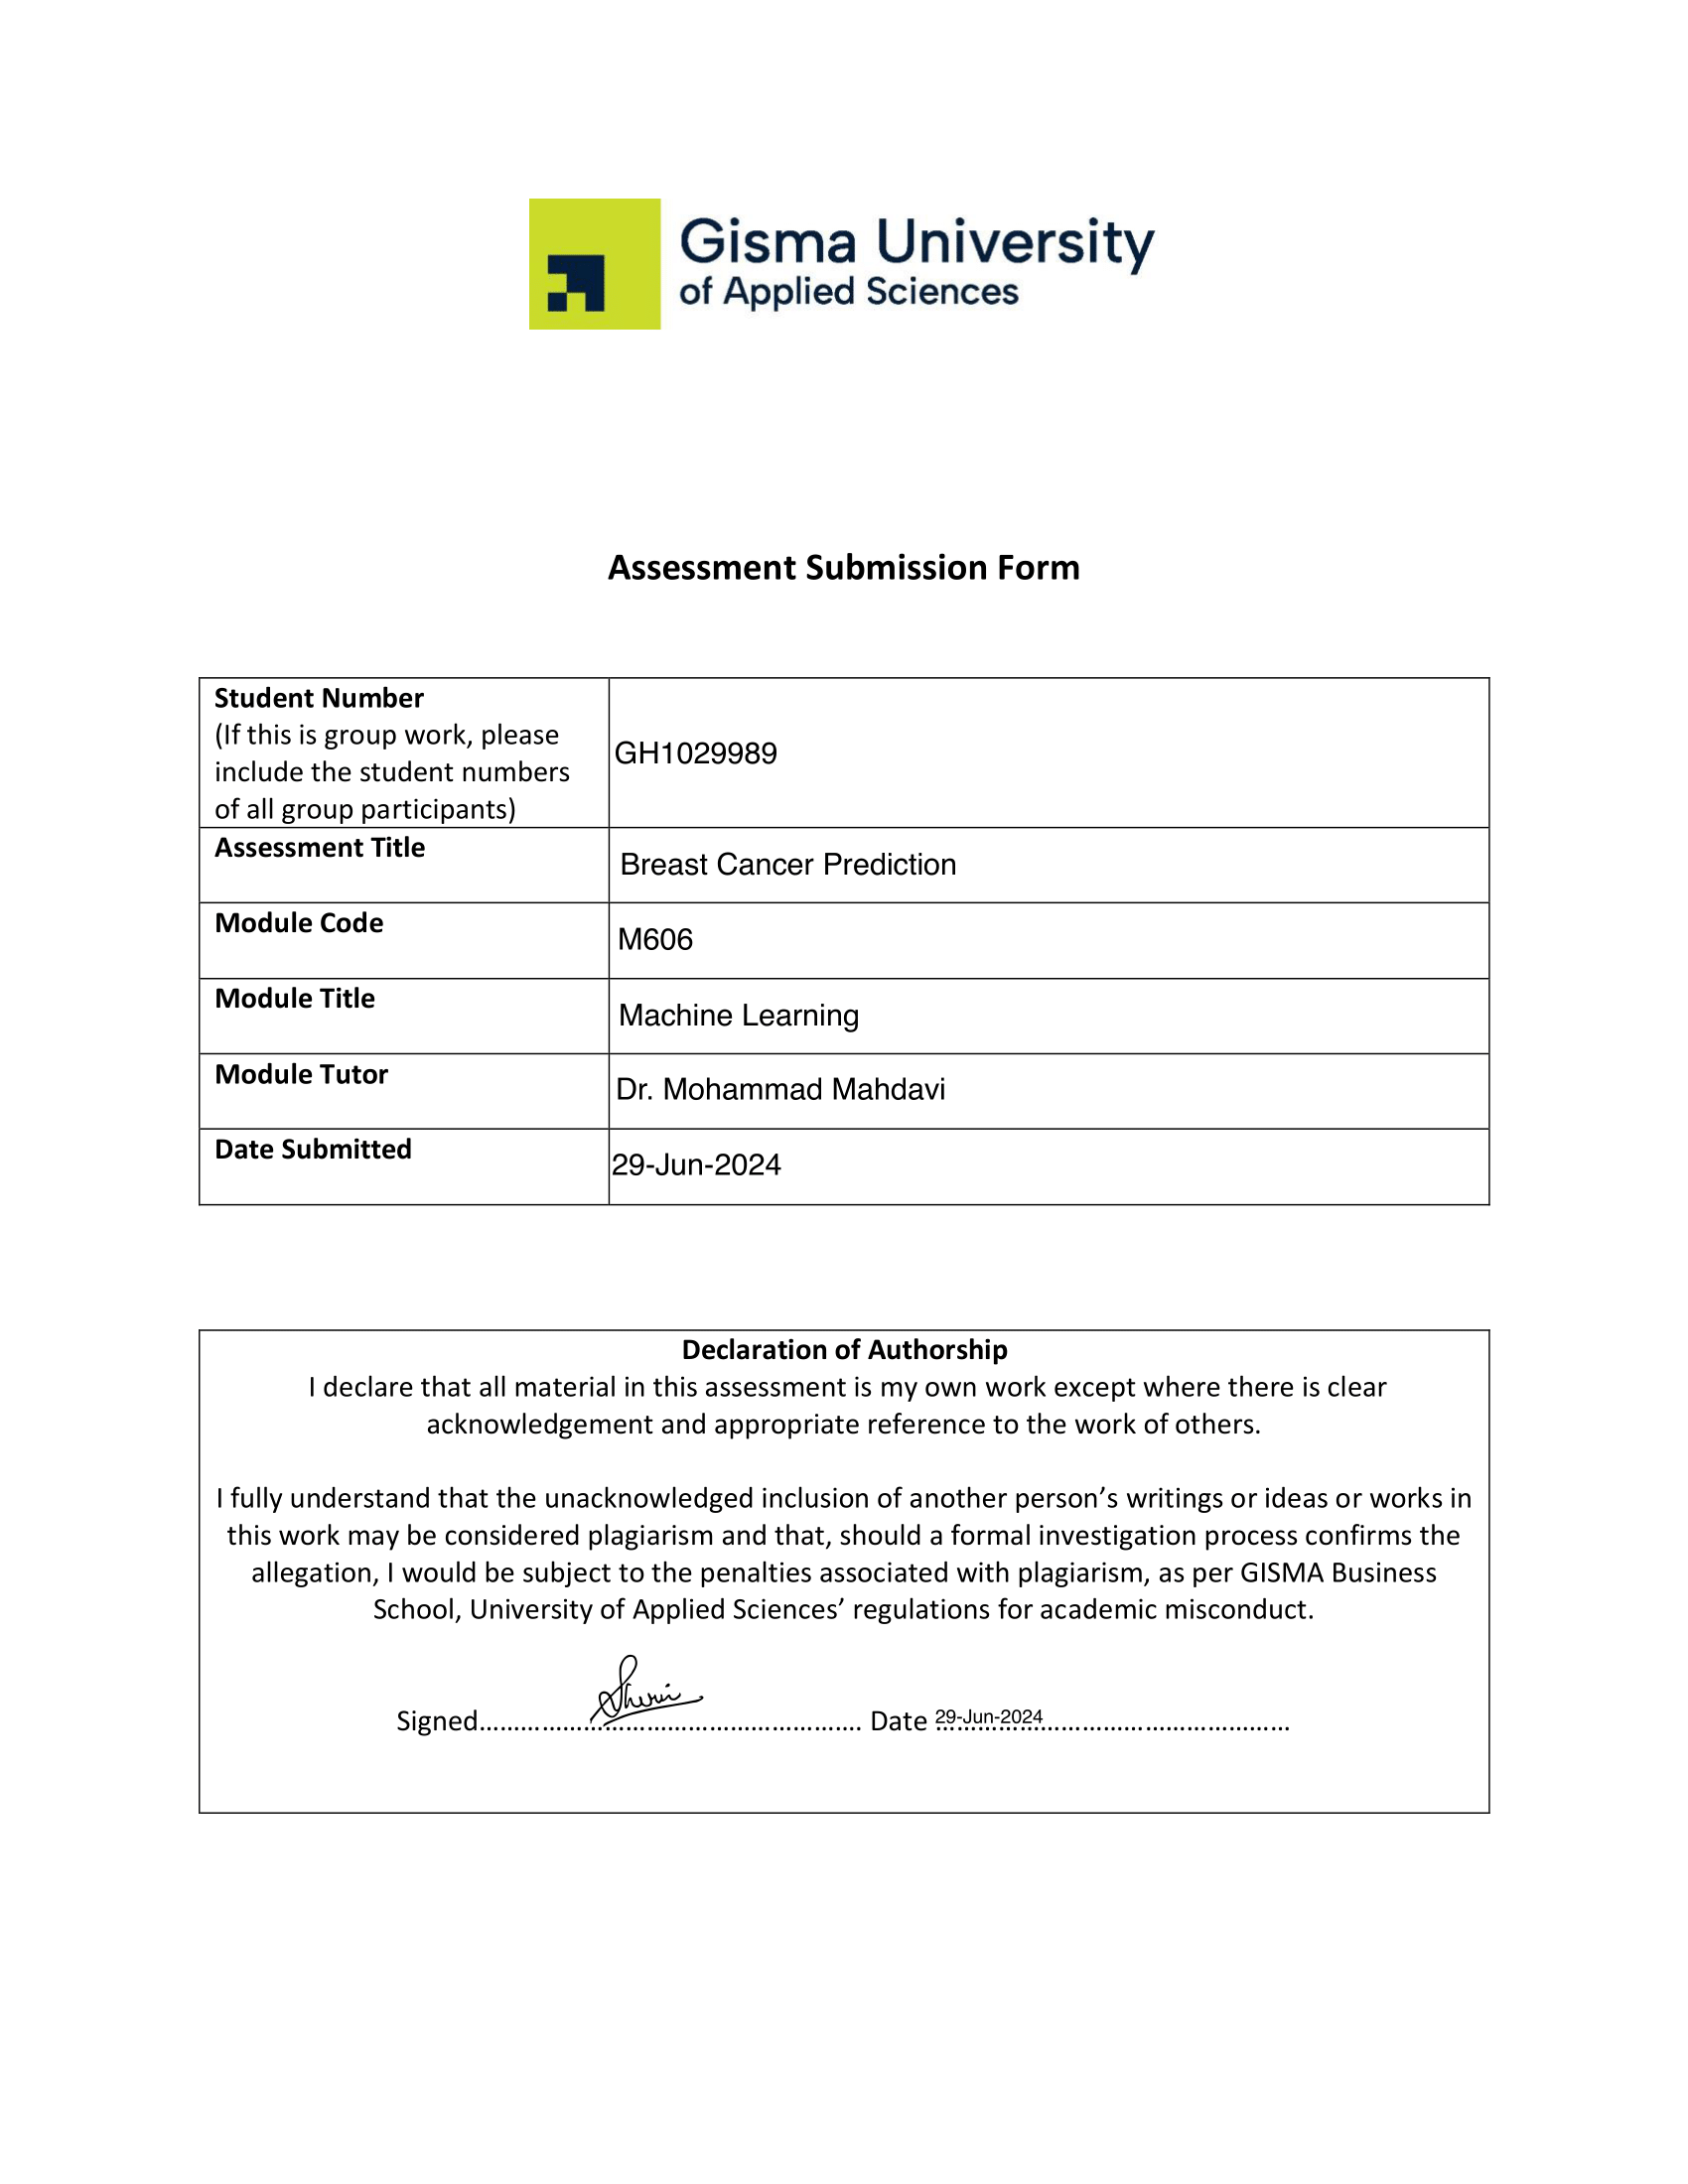 Gisma University
of Applied Sciences
Assessment Submission Form
Student Number
(If this is group work, please
include the student numbers
of all group participants)
GH1029989
Assessment Title
Breast Cancer Prediction
Module Code
M606
Module Title
Machine Learning
Module Tutor
Dr. Mohammad Mahdavi
Date Submitted
29-Jun-2024
Declaration of Authorship
I declare that all material in this assessment is my own work except where there is clear
acknowledgement and appropriate reference to the work of others.
I fully understand that the unacknowledged inclusion of another person’s writings or ideas or works in
this work may be considered plagiarism and that, should a formal investigation process confirms the
allegation, I would be subject to the penalties associated with plagiarism, as per GISMA Business
School, University of Applied Sciences’ regulations for academic misconduct.
Signed………………………………………………. Date 29-Jun-2024……………………………………………